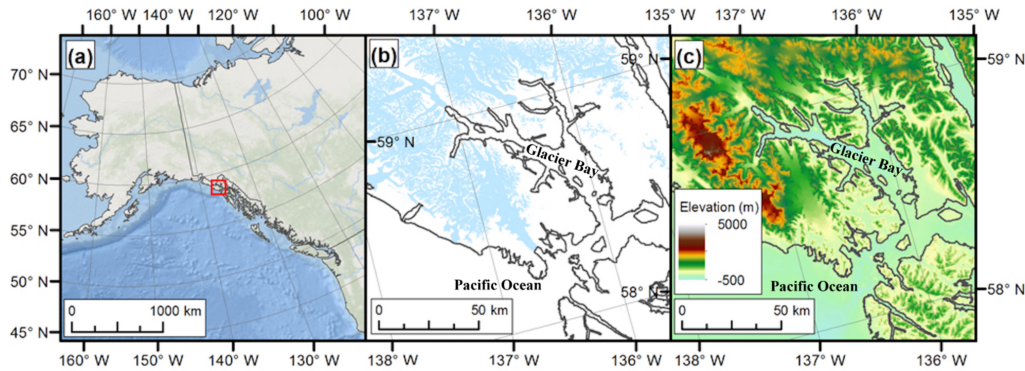 160° W 140° W 120° W 100° W
137° W 136° W 135° W
137° W 136° W 135° W
(a)
(b)
(c)
70° N
65° N
60° N
55° N
50° N
45° N
59° N
59° N
58° N
59° N
58° N
Glacier Bay
Glacier Bay
Elevation (m)
5000
-500
Pacific Ocean
Pacific Ocean
0 1000 km
0 50 km
0 50 km
160° W 150° W 140° W 130° W
138° W 137° W 136° W
138° W 137° W 136° W